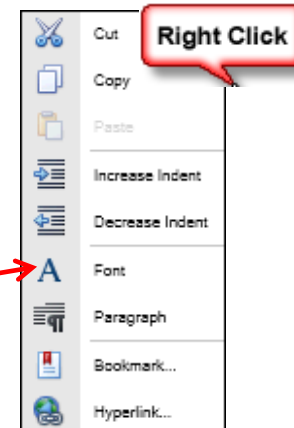 Right Click
Cut
Copy
Paste
Increase Indent
Decrease Indent
Font
Paragraph
Bookmark...
Hyperlink...